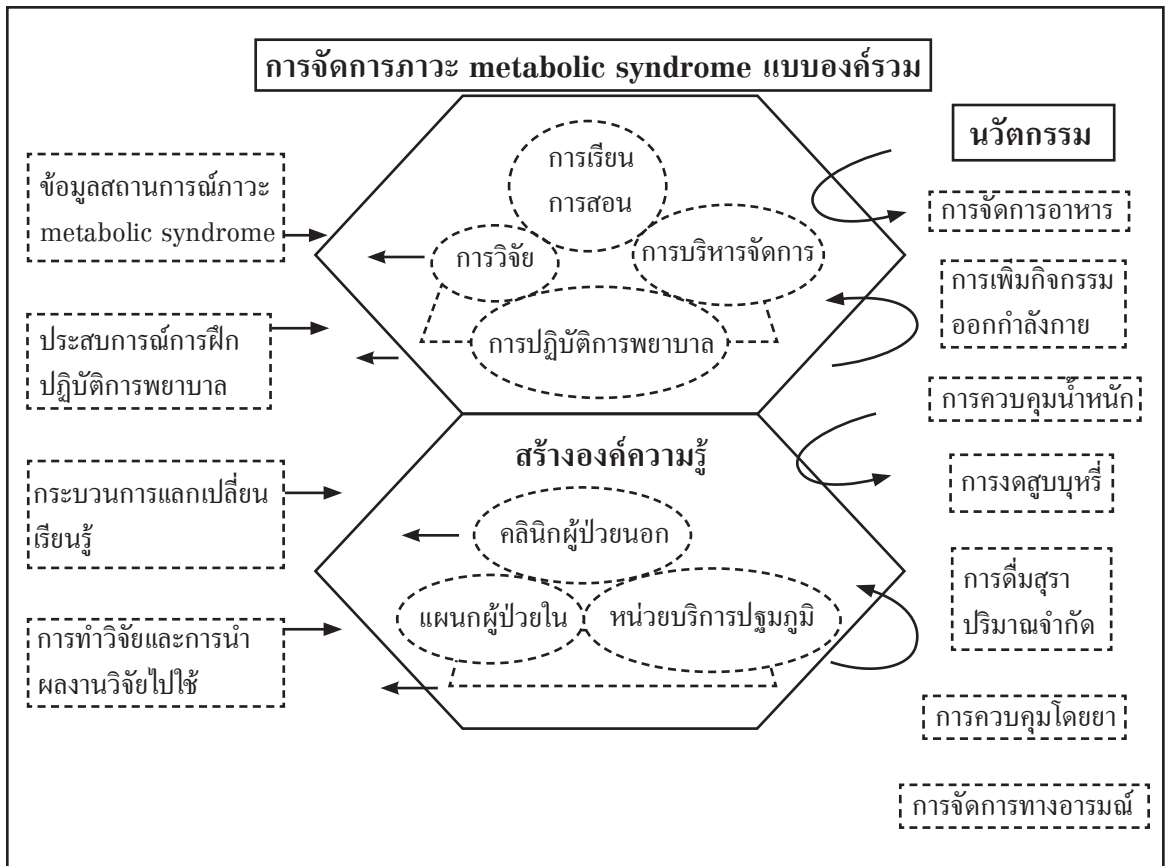 การจัดการภาวะ metabolic syndrome แบบองค์รวม
ข้อมูลสถานการณ์ภาวะ
metabolic syndrome
ประสบการณ์การฝึก
ปฏิบัติการพยาบาล
กระบวนการแลกเปลี่ยน
เรียนรู้
การทำวิจัยและการนำ
ผลงานวิจัยไปใช้
การเรียน
การสอน
การวิจัย
การบริหารจัดการ
การปฏิบัติการพยาบาล
สร้างองค์ความรู้
คลินิกผู้ป่วยนอก
แผนกผู้ป่วยใน
หน่วยบริการปฐมภูมิ
นวัตกรรม
การจัดการอาหาร
การเพิ่มกิจกรรม
ออกกำลังกาย
การควบคุมน้ำหนัก
การงดสูบบุหรี่
การดื่มสุรา
ปริมาณจำกัด
การควบคุมโดยยา
การจัดการทางอารมณ์